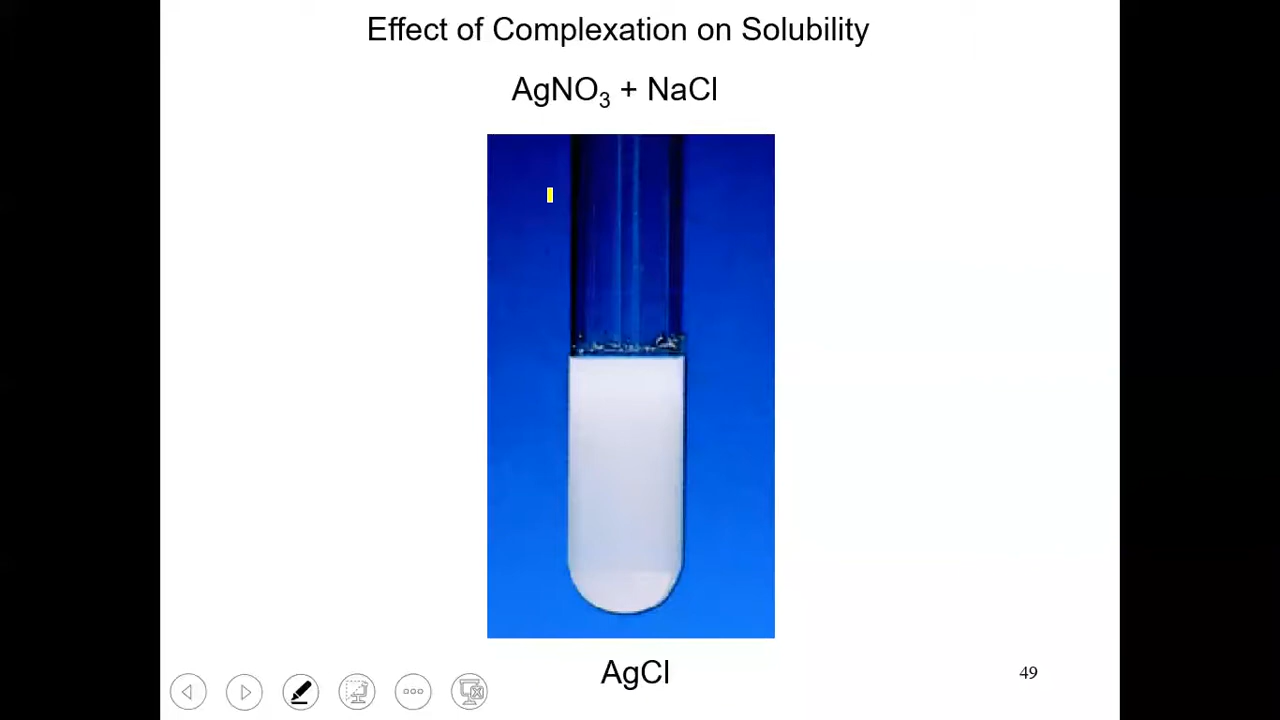 Effect of Complexation on Solubility
AgNO₃ + NaCl
AgCl
49